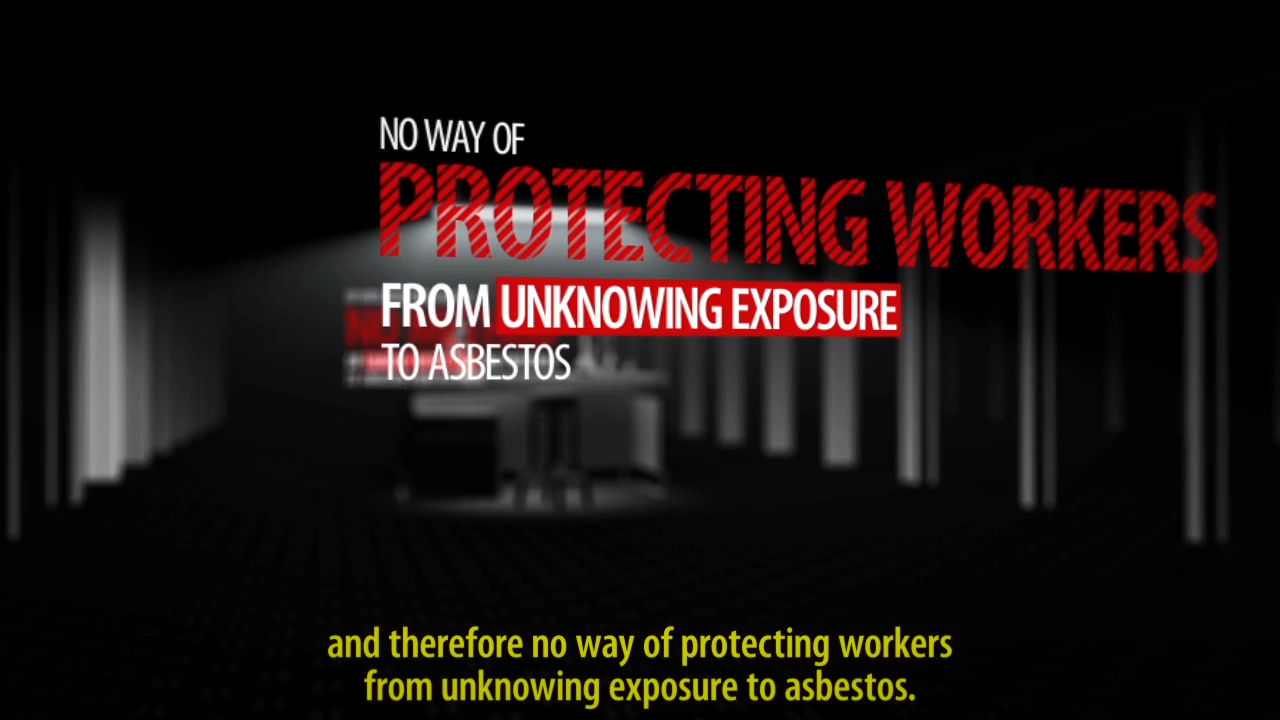 NO WAY OF
PROTECTING WORKERS
FROM UNKNOWING EXPOSURE
TO ASBESTOS
and therefore no way of protecting workers
from unknowing exposure to asbestos.